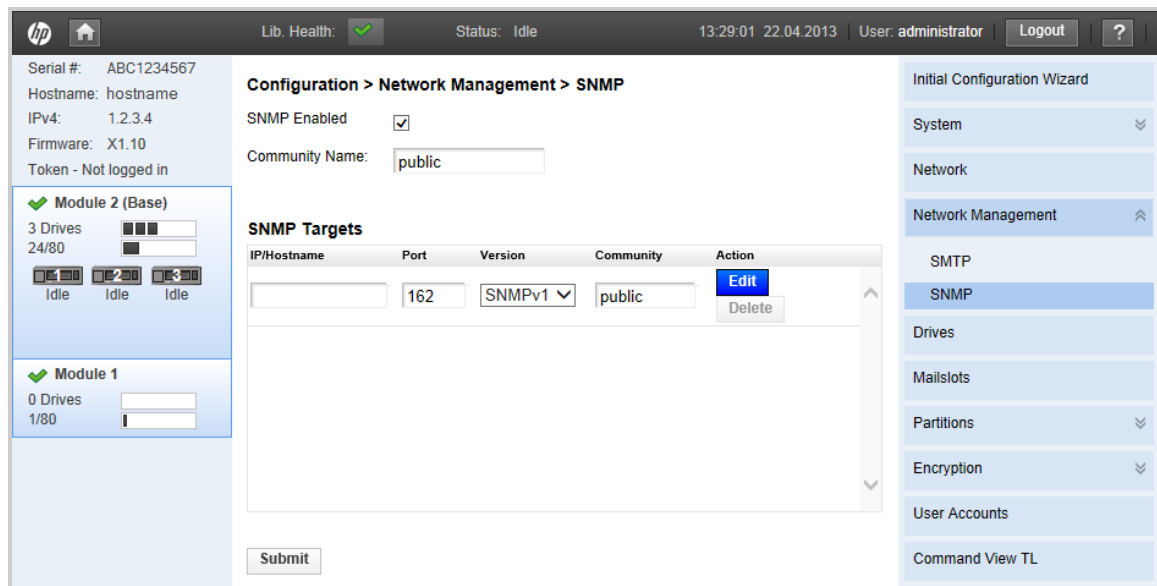 hp Lib. Health: Status: Idle 13:29:01 22.04.2013 User: administrator Logout ?
Serial #: ABC1234567
Hostname: hostname
IPv4: 1.2.3.4
Firmware: X1.10
Token - Not logged in
Module 2 (Base)
3 Drives
24/80
1 2 3
Idle Idle Idle
Module 1
0 Drives
1/80
Configuration > Network Management > SNMP
SNMP Enabled
Community Name: public
SNMP Targets
IP/Hostname Port Version Community Action
162 SNMPv1 public Edit
Delete
Submit
Initial Configuration Wizard
System
Network
Network Management
SMTP
SNMP
Drives
Mailslots
Partitions
Encryption
User Accounts
Command View TL